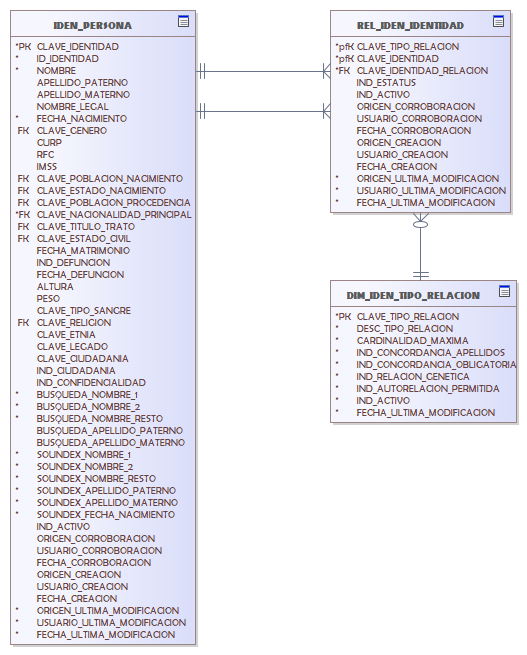 IDEN_PERSONA
*PK CLAVE_IDENTIDAD
* ID_IDENTIDAD
* NOMBRE
APELLIDO_PATERNO
APELLIDO_MATERNO
NOMBRE_LEGAL
* FECHA_NACIMIENTO
FK CLAVE_GENERO
CURP
RFC
IMSS
FK CLAVE_POBLACION_NACIMIENTO
FK CLAVE_ESTADO_NACIMIENTO
FK CLAVE_POBLACION_PROCEDENCIA
*FK CLAVE_NACIONALIDAD_PRINCIPAL
FK CLAVE_TITULO_TRATO
FK CLAVE_ESTADO_CIVIL
FECHA_MATRIMONIO
IND_DEFUNCION
FECHA_DEFUNCION
ALTURA
PESO
CLAVE_TIPO_SANGRE
FK CLAVE_RELIGION
CLAVE_ETNIA
CLAVE_LEGADO
CLAVE_CIUDADANIA
IND_CIUDADANIA
IND_CONFIDENCIALIDAD
* BUSQUEDA_NOMBRE_1
* BUSQUEDA_NOMBRE_2
* BUSQUEDA_NOMBRE_RESTO
BUSQUEDA_APELLIDO_PATERNO
BUSQUEDA_APELLIDO_MATERNO
* SOUNDEX_NOMBRE_1
* SOUNDEX_NOMBRE_2
* SOUNDEX_NOMBRE_RESTO
* SOUNDEX_APELLIDO_PATERNO
* SOUNDEX_APELLIDO_MATERNO
* SOUNDEX_FECHA_NACIMIENTO
IND_ACTIVO
ORIGEN_CORROBORACION
USUARIO_CORROBORACION
FECHA_CORROBORACION
ORIGEN_CREACION
USUARIO_CREACION
FECHA_CREACION
* ORIGEN_ULTIMA_MODIFICACION
* USUARIO_ULTIMA_MODIFICACION
* FECHA_ULTIMA_MODIFICACION
REL_IDEN_IDENTIDAD
*pfK CLAVE_TIPO_RELACION
*pfK CLAVE_IDENTIDAD
*FK CLAVE_IDENTIDAD_RELACION
IND_ESTATUS
IND_ACTIVO
ORIGEN_CORROBORACION
USUARIO_CORROBORACION
FECHA_CORROBORACION
ORIGEN_CREACION
USUARIO_CREACION
FECHA_CREACION
* ORIGEN_ULTIMA_MODIFICACION
* USUARIO_ULTIMA_MODIFICACION
* FECHA_ULTIMA_MODIFICACION
DIM_IDEN_TIPO_RELACION
*PK CLAVE_TIPO_RELACION
* DESC_TIPO_RELACION
* CARDINALIDAD_MAXIMA
* IND_CONCORDANCIA_APELLIDOS
* IND_CONCORDANCIA_OBLIGATORIA
* IND_RELACION_GENETICA
* IND_AUTORELACION_PERMITIDA
* IND_ACTIVO
* FECHA_ULTIMA_MODIFICACION